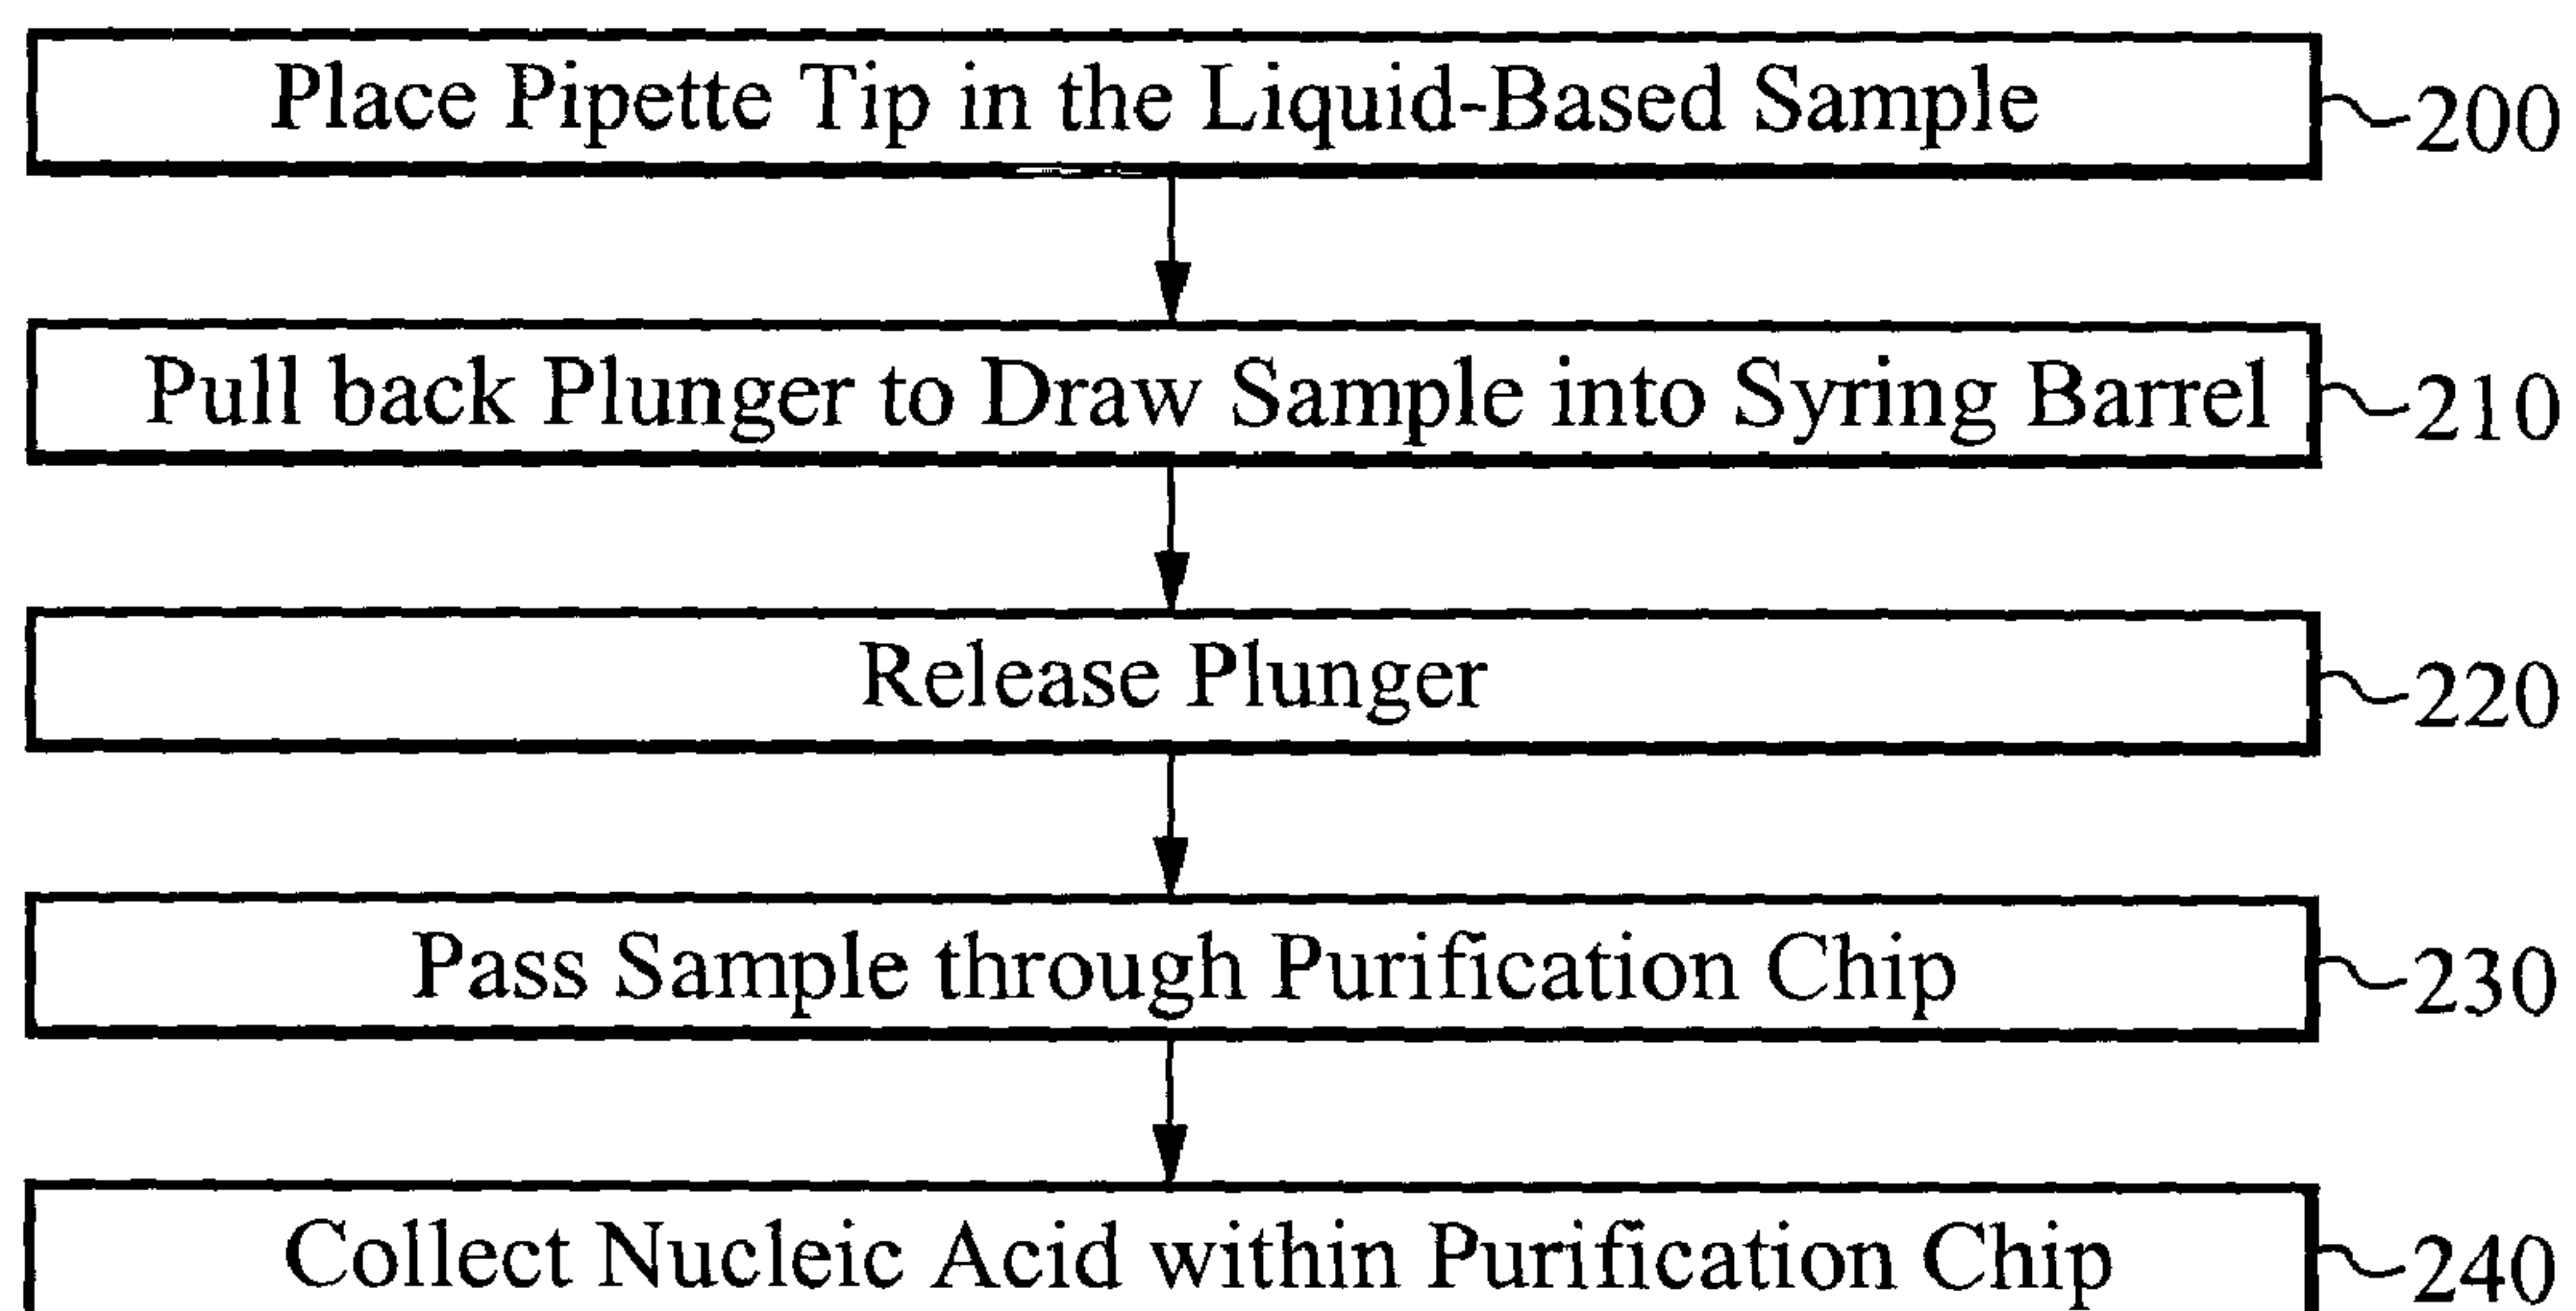 Place Pipette Tip in the Liquid-Based Sample 200
Pull back Plunger to Draw Sample into Syring Barrel 210
Release Plunger 220
Pass Sample through Purification Chip 230
Collect Nucleic Acid within Purification Chip 240